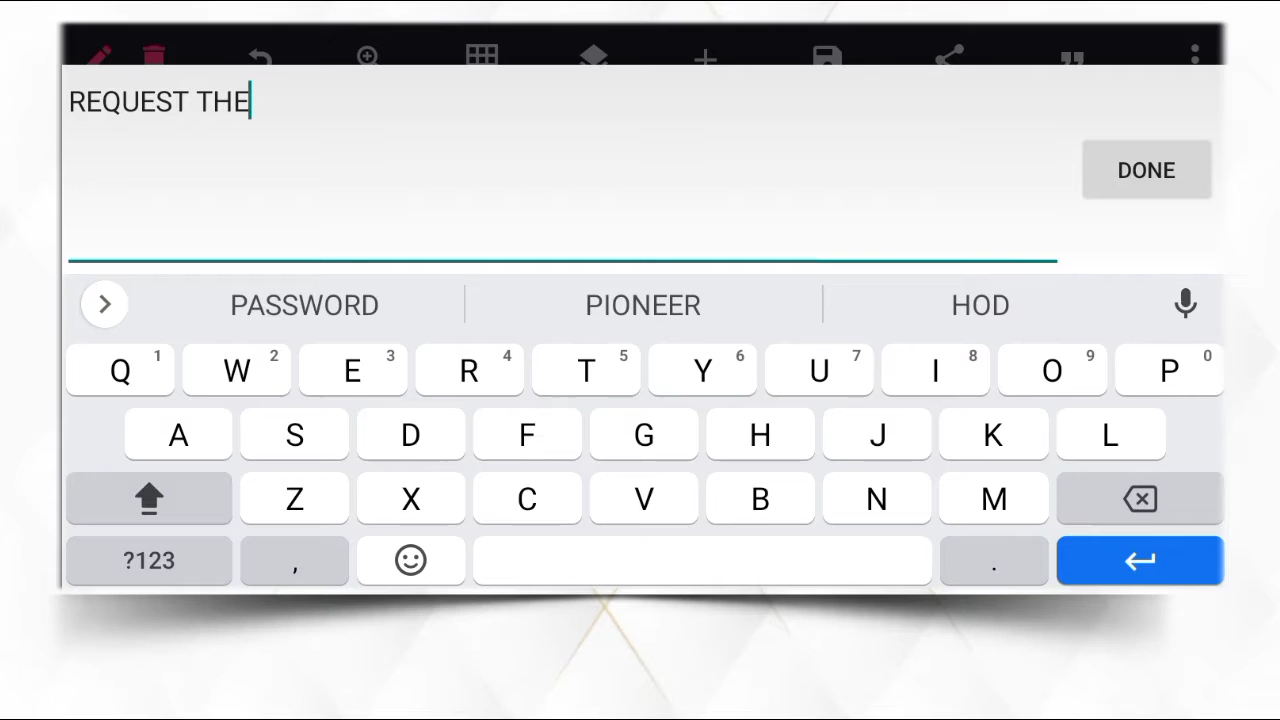 REQUEST THE
DONE
PASSWORD PIONEER HOD
Q 1 W 2 E 3 R 4 T 5 Y 6 U 7 I 8 O 9 P 0
A S D F G H J K L
Z X C V B N M
?123 , .